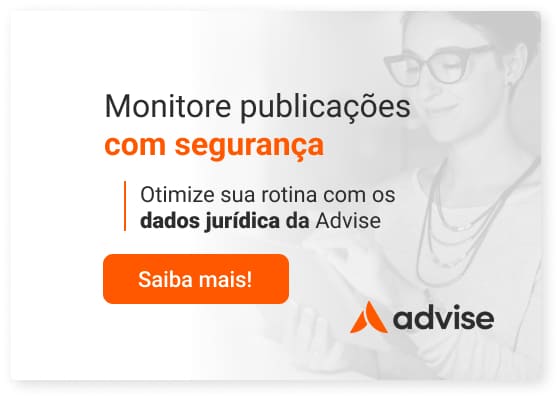 Monitore publicações
com segurança
Otimize sua rotina com os
dados jurídica da Advise
Saiba mais!
advise